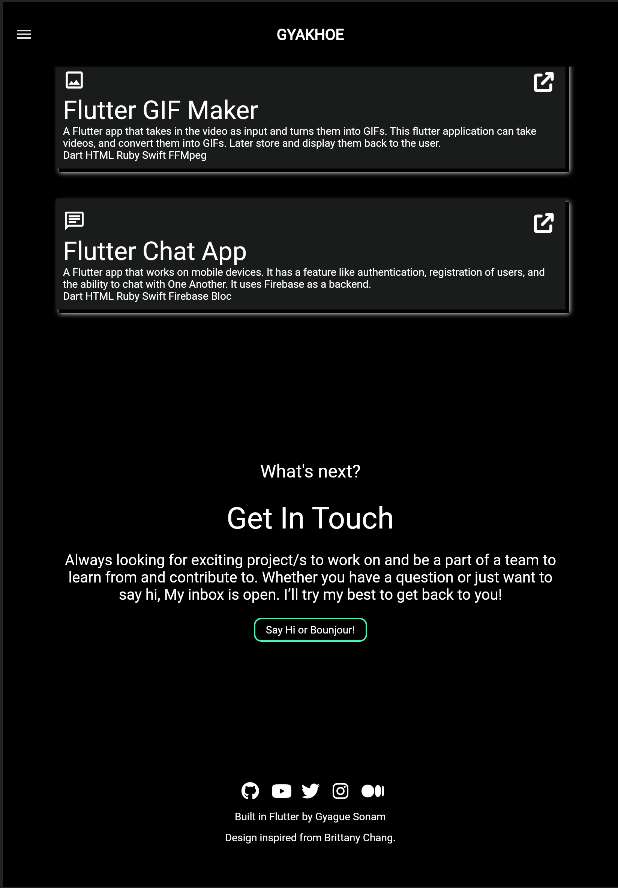 GYAKHOE
Flutter GIF Maker
A Flutter app that takes in the video as input and turns them into GIFs. This flutter application can take
videos, and convert them into GIFs. Later store and display them back to the user.
Dart HTML Ruby Swift FFMpeg
Flutter Chat App
A Flutter app that works on mobile devices. It has a feature like authentication, registration of users, and
the ability to chat with One Another. It uses Firebase as a backend.
Dart HTML Ruby Swift Firebase Bloc
What's next?
Get In Touch
Always looking for exciting project/s to work on and be a part of a team to
learn from and contribute to. Whether you have a question or just want to
say hi, My inbox is open. I’ll try my best to get back to you!
Say Hi or Bounjour!
Built in Flutter by Gyague Sonam
Design inspired from Brittany Chang.